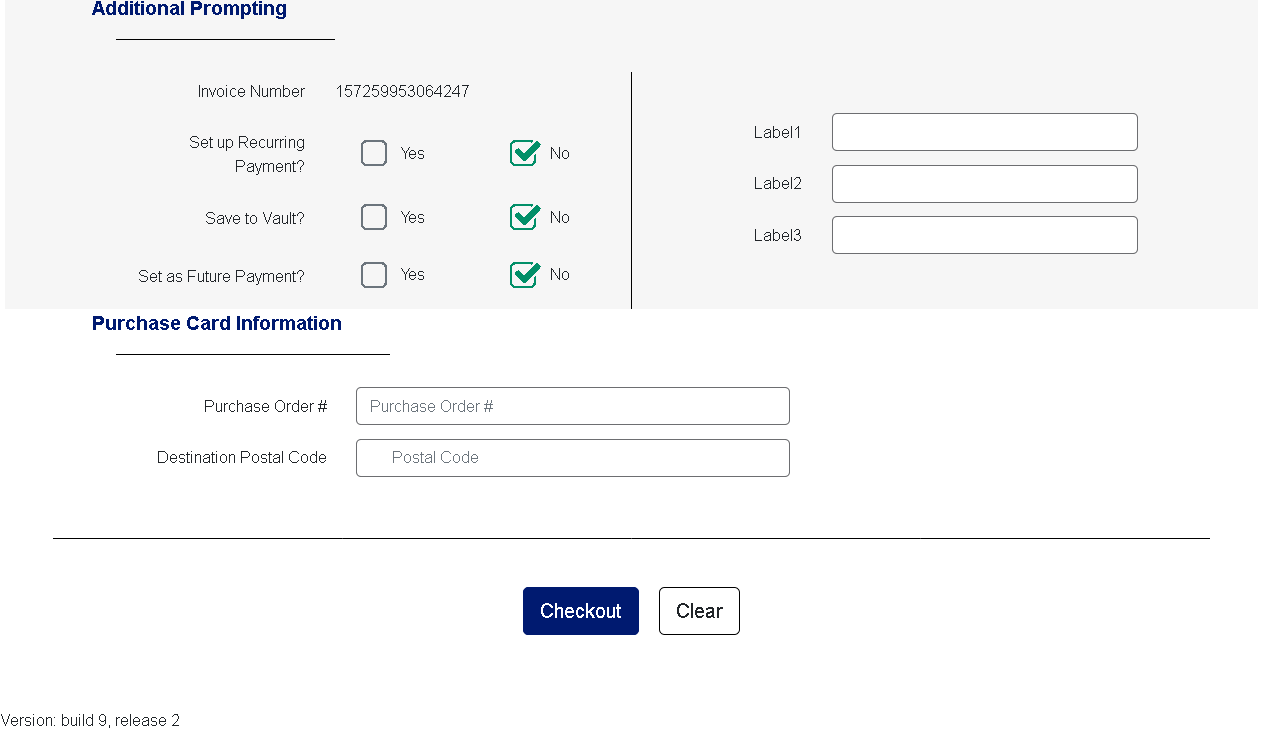 Additional Prompting
Invoice Number 157259953064247
Set up Recurring
Payment?
Yes No
Save to Vault? Yes No
Set as Future Payment? Yes No
Label1
Label2
Label3
Purchase Card Information
Purchase Order # Purchase Order #
Destination Postal Code Postal Code
Checkout Clear
Version: build 9, release 2